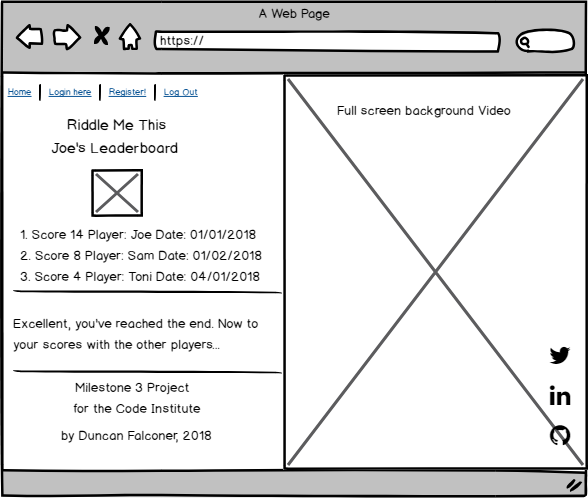 A Web Page
https://
Home Login here Register! Log Out
Riddle Me This
Joe's Leaderboard
1. Score 14 Player: Joe Date: 01/01/2018
2. Score 8 Player: Sam Date: 01/02/2018
3. Score 4 Player: Toni Date: 04/01/2018
Excellent, you've reached the end. Now to
your scores with the other players...
Milestone 3 Project
for the Code Institute
by Duncan Falconer, 2018
Full screen background Video
in